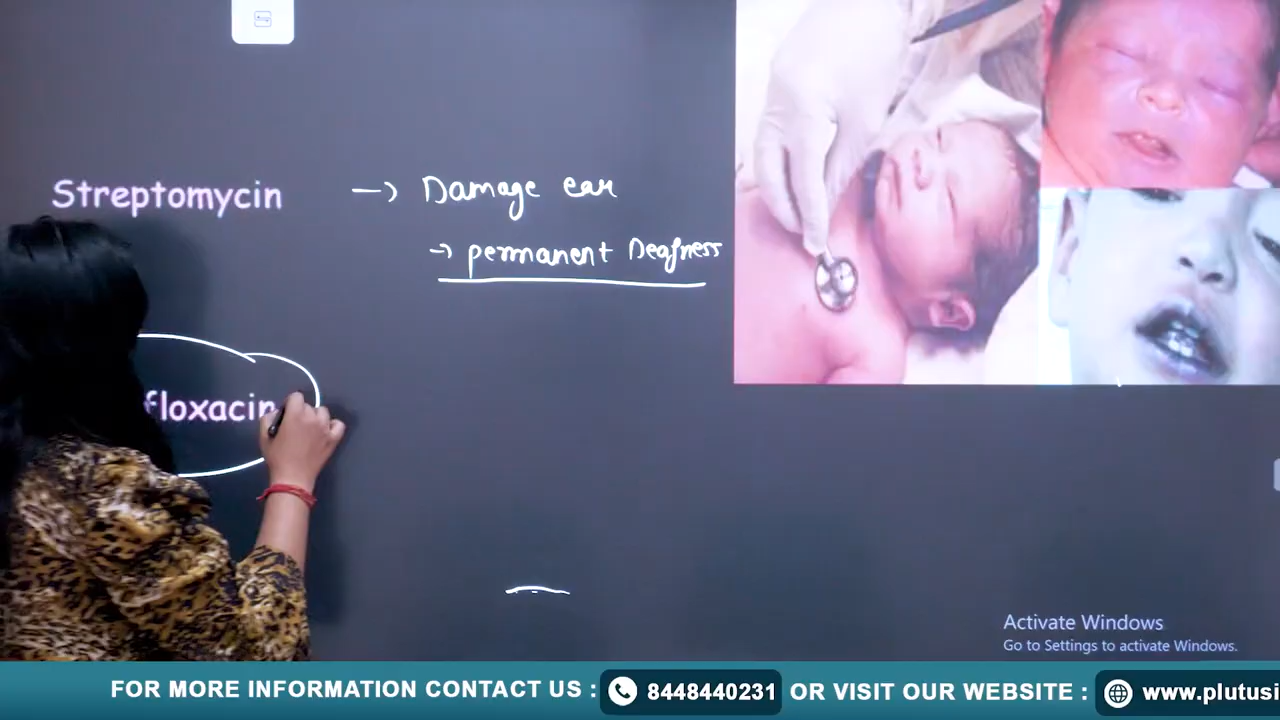 Streptomycin → Damage ear
→ permanent Deafness
floxacin
Activate Windows
Go to Settings to activate Windows.
FOR MORE INFORMATION CONTACT US : 8448440231 OR VISIT OUR WEBSITE : www.plutusi